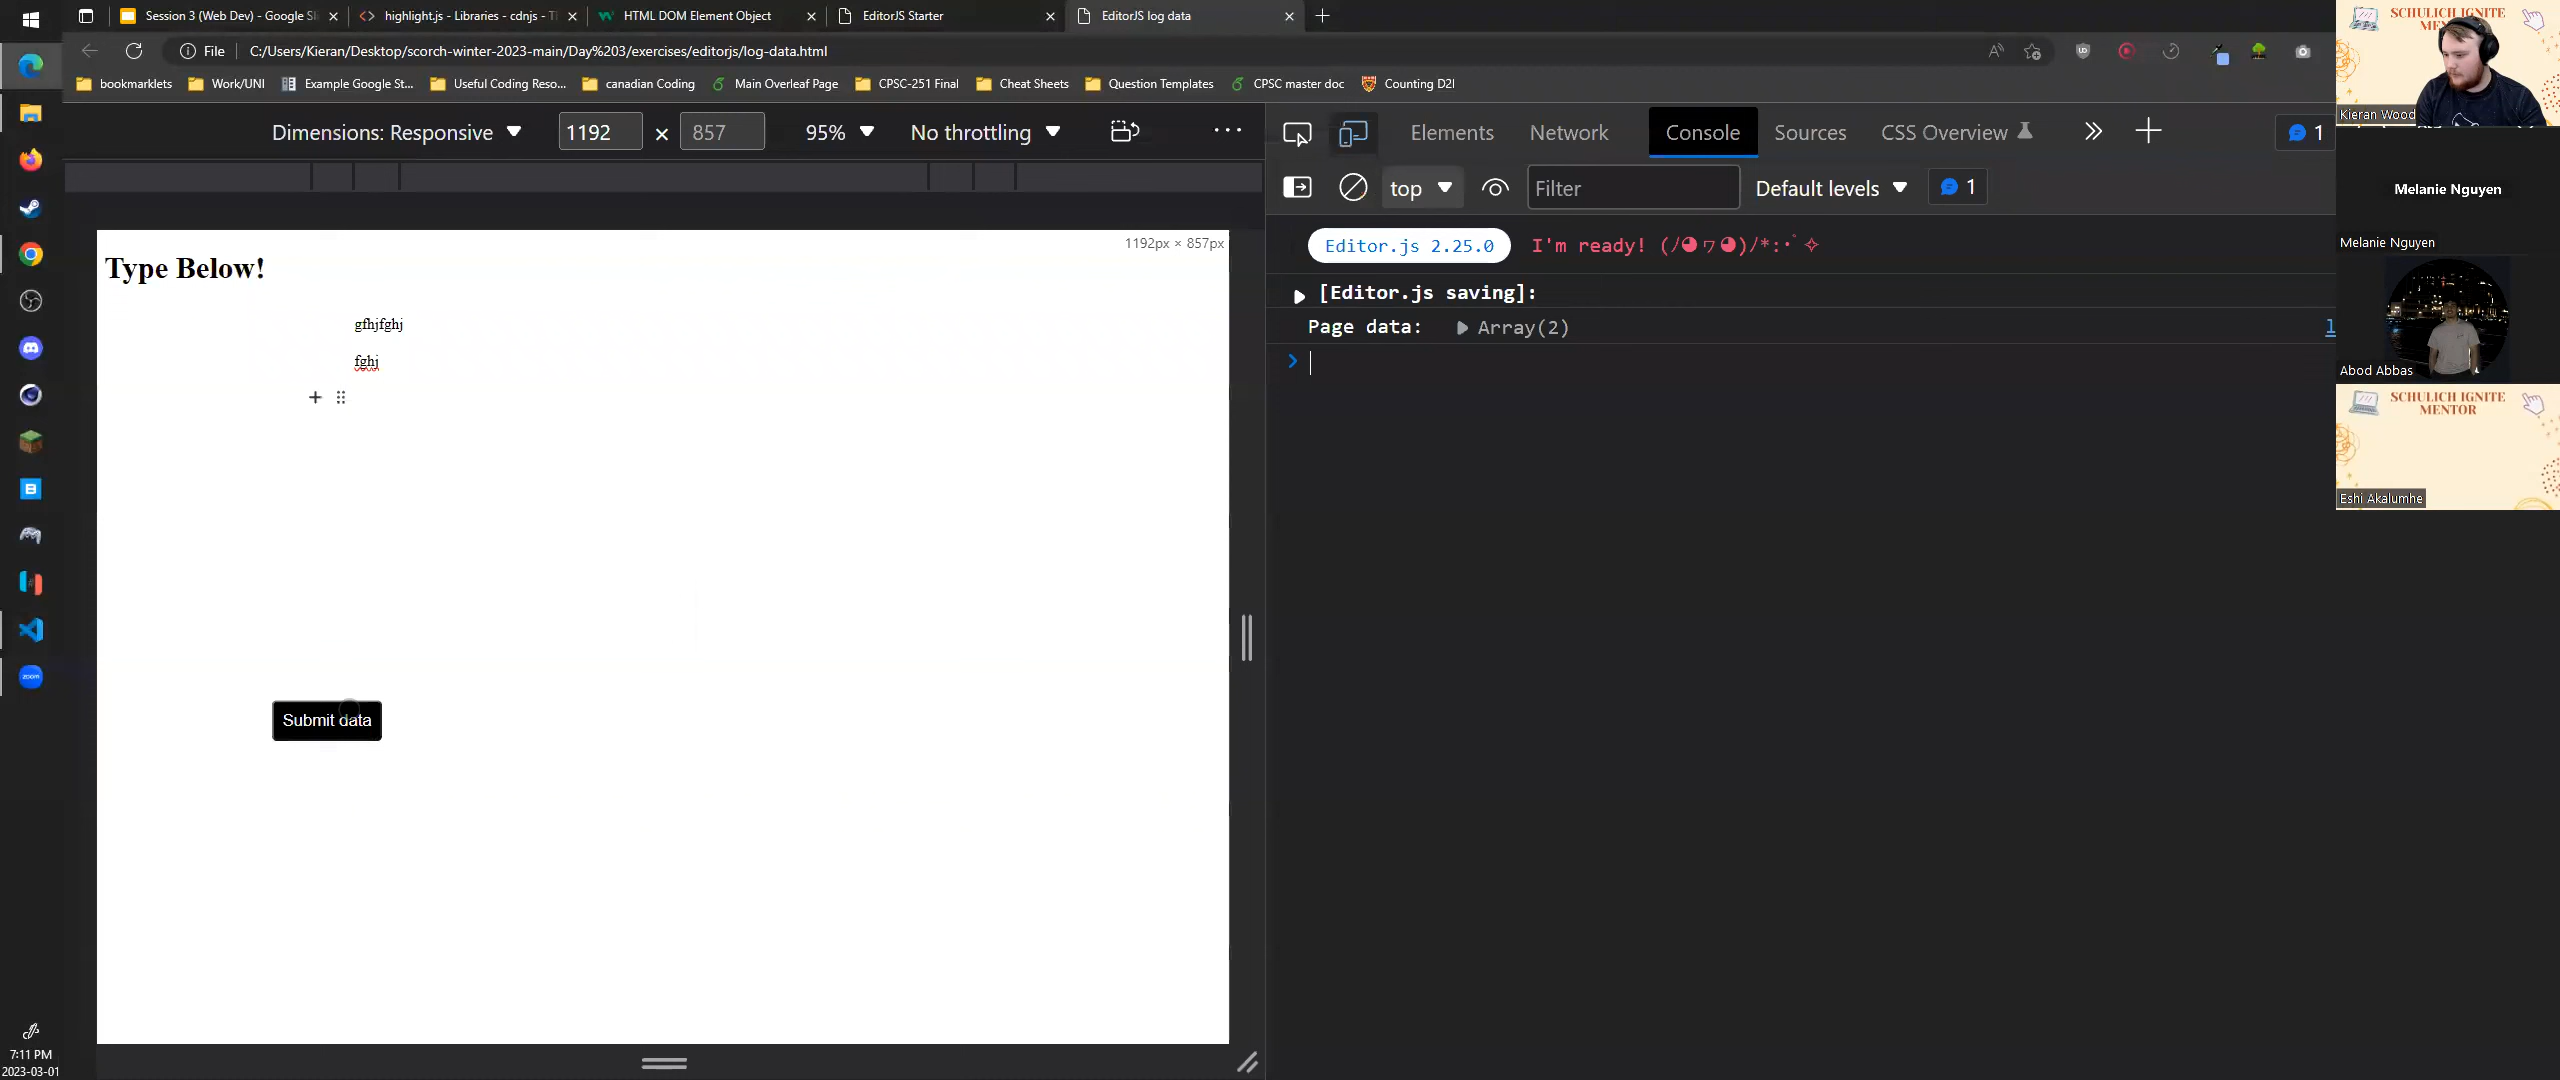 Session 3 (Web Dev) - Google Sl
highlight.js - Libraries - cdnjs - T
HTML DOM Element Object
EditorJS Starter
EditorJS log data
File
C:/Users/Kieran/Desktop/scorch-winter-2023-main/Day%203/exercises/editorjs/log-data.html
bookmarklets
Work/UNI
Example Google St...
Useful Coding Reso...
canadian Coding
Main Overleaf Page
CPSC-251 Final
Cheat Sheets
Question Templates
CPSC master doc
Counting D2l
Dimensions: Responsive
1192 × 857
95%
No throttling
Elements
Network
Console
Sources
CSS Overview
1
top
Filter
Default levels
1
1192px × 857px
Type Below!
gfhjfghj
fghj
Submit data
Editor.js 2.25.0
I'm ready! (/◕ヮ◕)/*:･ﾟ✧
[Editor.js saving]:
Page data: Array(2)
1
SCHULICH IGNITE
Kieran Wood
Melanie Nguyen
Melanie Nguyen
Abod Abbas
SCHULICH IGNITE
MENTOR
Eshi Akalumhe
zoom
7:11 PM
2023-03-01